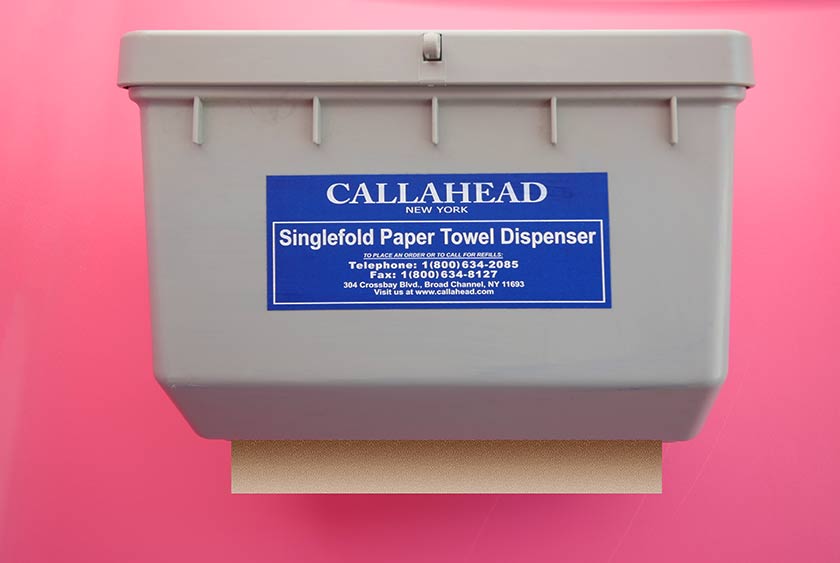 CALLAHEAD
NEW YORK
Singlefold Paper Towel Dispenser
TO PLACE AN ORDER OR TO CALL FOR REFILLS:
Telephone: 1(800)634-2085
Fax: 1(800)634-8127
304 Crossbay Blvd., Broad Channel, NY 11693
Visit us at www.callahead.com